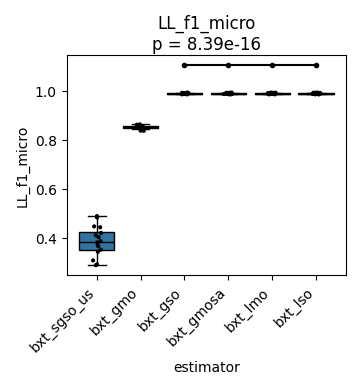 LL_f1_micro
p = 8.39e-16
LL_f1_micro
1.0
0.8
0.6
0.4
bxt_sgso_us
bxt_gmo
bxt_gso
bxt_gmosa
bxt_lmo
bxt_lso
estimator